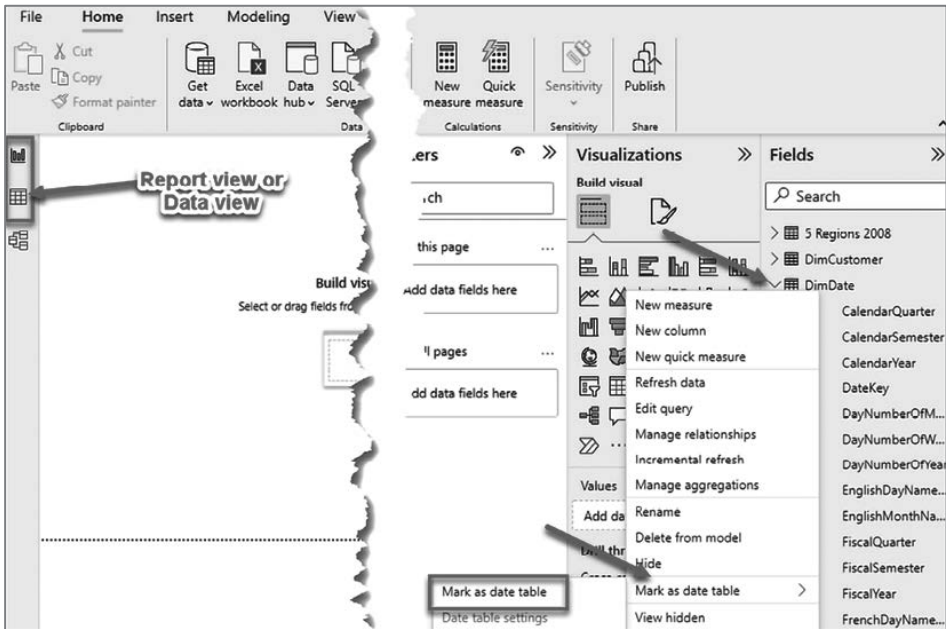 File Home Insert Modeling View
Paste
Cut
Copy
Format painter
Clipboard
Get data
Excel workbook
Data hub
SQL Server
Data
New measure
Quick measure
Calculations
Sensitivity
Sensitivity
Publish
Share
Report view or
Data view
Build
Select or drag fields
this page
...
Add data fields here
pages
...
dd data fields here
Visualizations
Build visual
Values
Add da
...
Fields
Search
5 Regions 2008
DimCustomer
DimDate
CalendarQuarter
CalendarSemester
CalendarYear
DateKey
DayNumberOfM...
DayNumberOfW...
DayNumberOfYear
EnglishDayName...
EnglishMonthNa...
FiscalQuarter
FiscalSemester
FiscalYear
FrenchDayName...
New measure
New column
New quick measure
Refresh data
Edit query
Manage relationships
Incremental refresh
Manage aggregations
Rename
Delete from model
Hide
Mark as date table
View hidden
Mark as date table
Date table settings